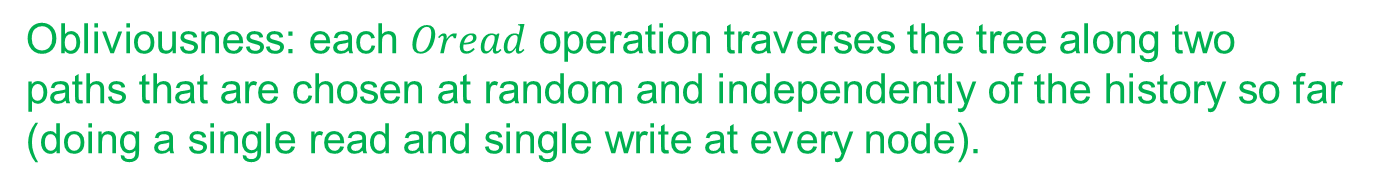 Obliviousness: each Oread operation traverses the tree along two
paths that are chosen at random and independently of the history so far
(doing a single read and single write at every node).